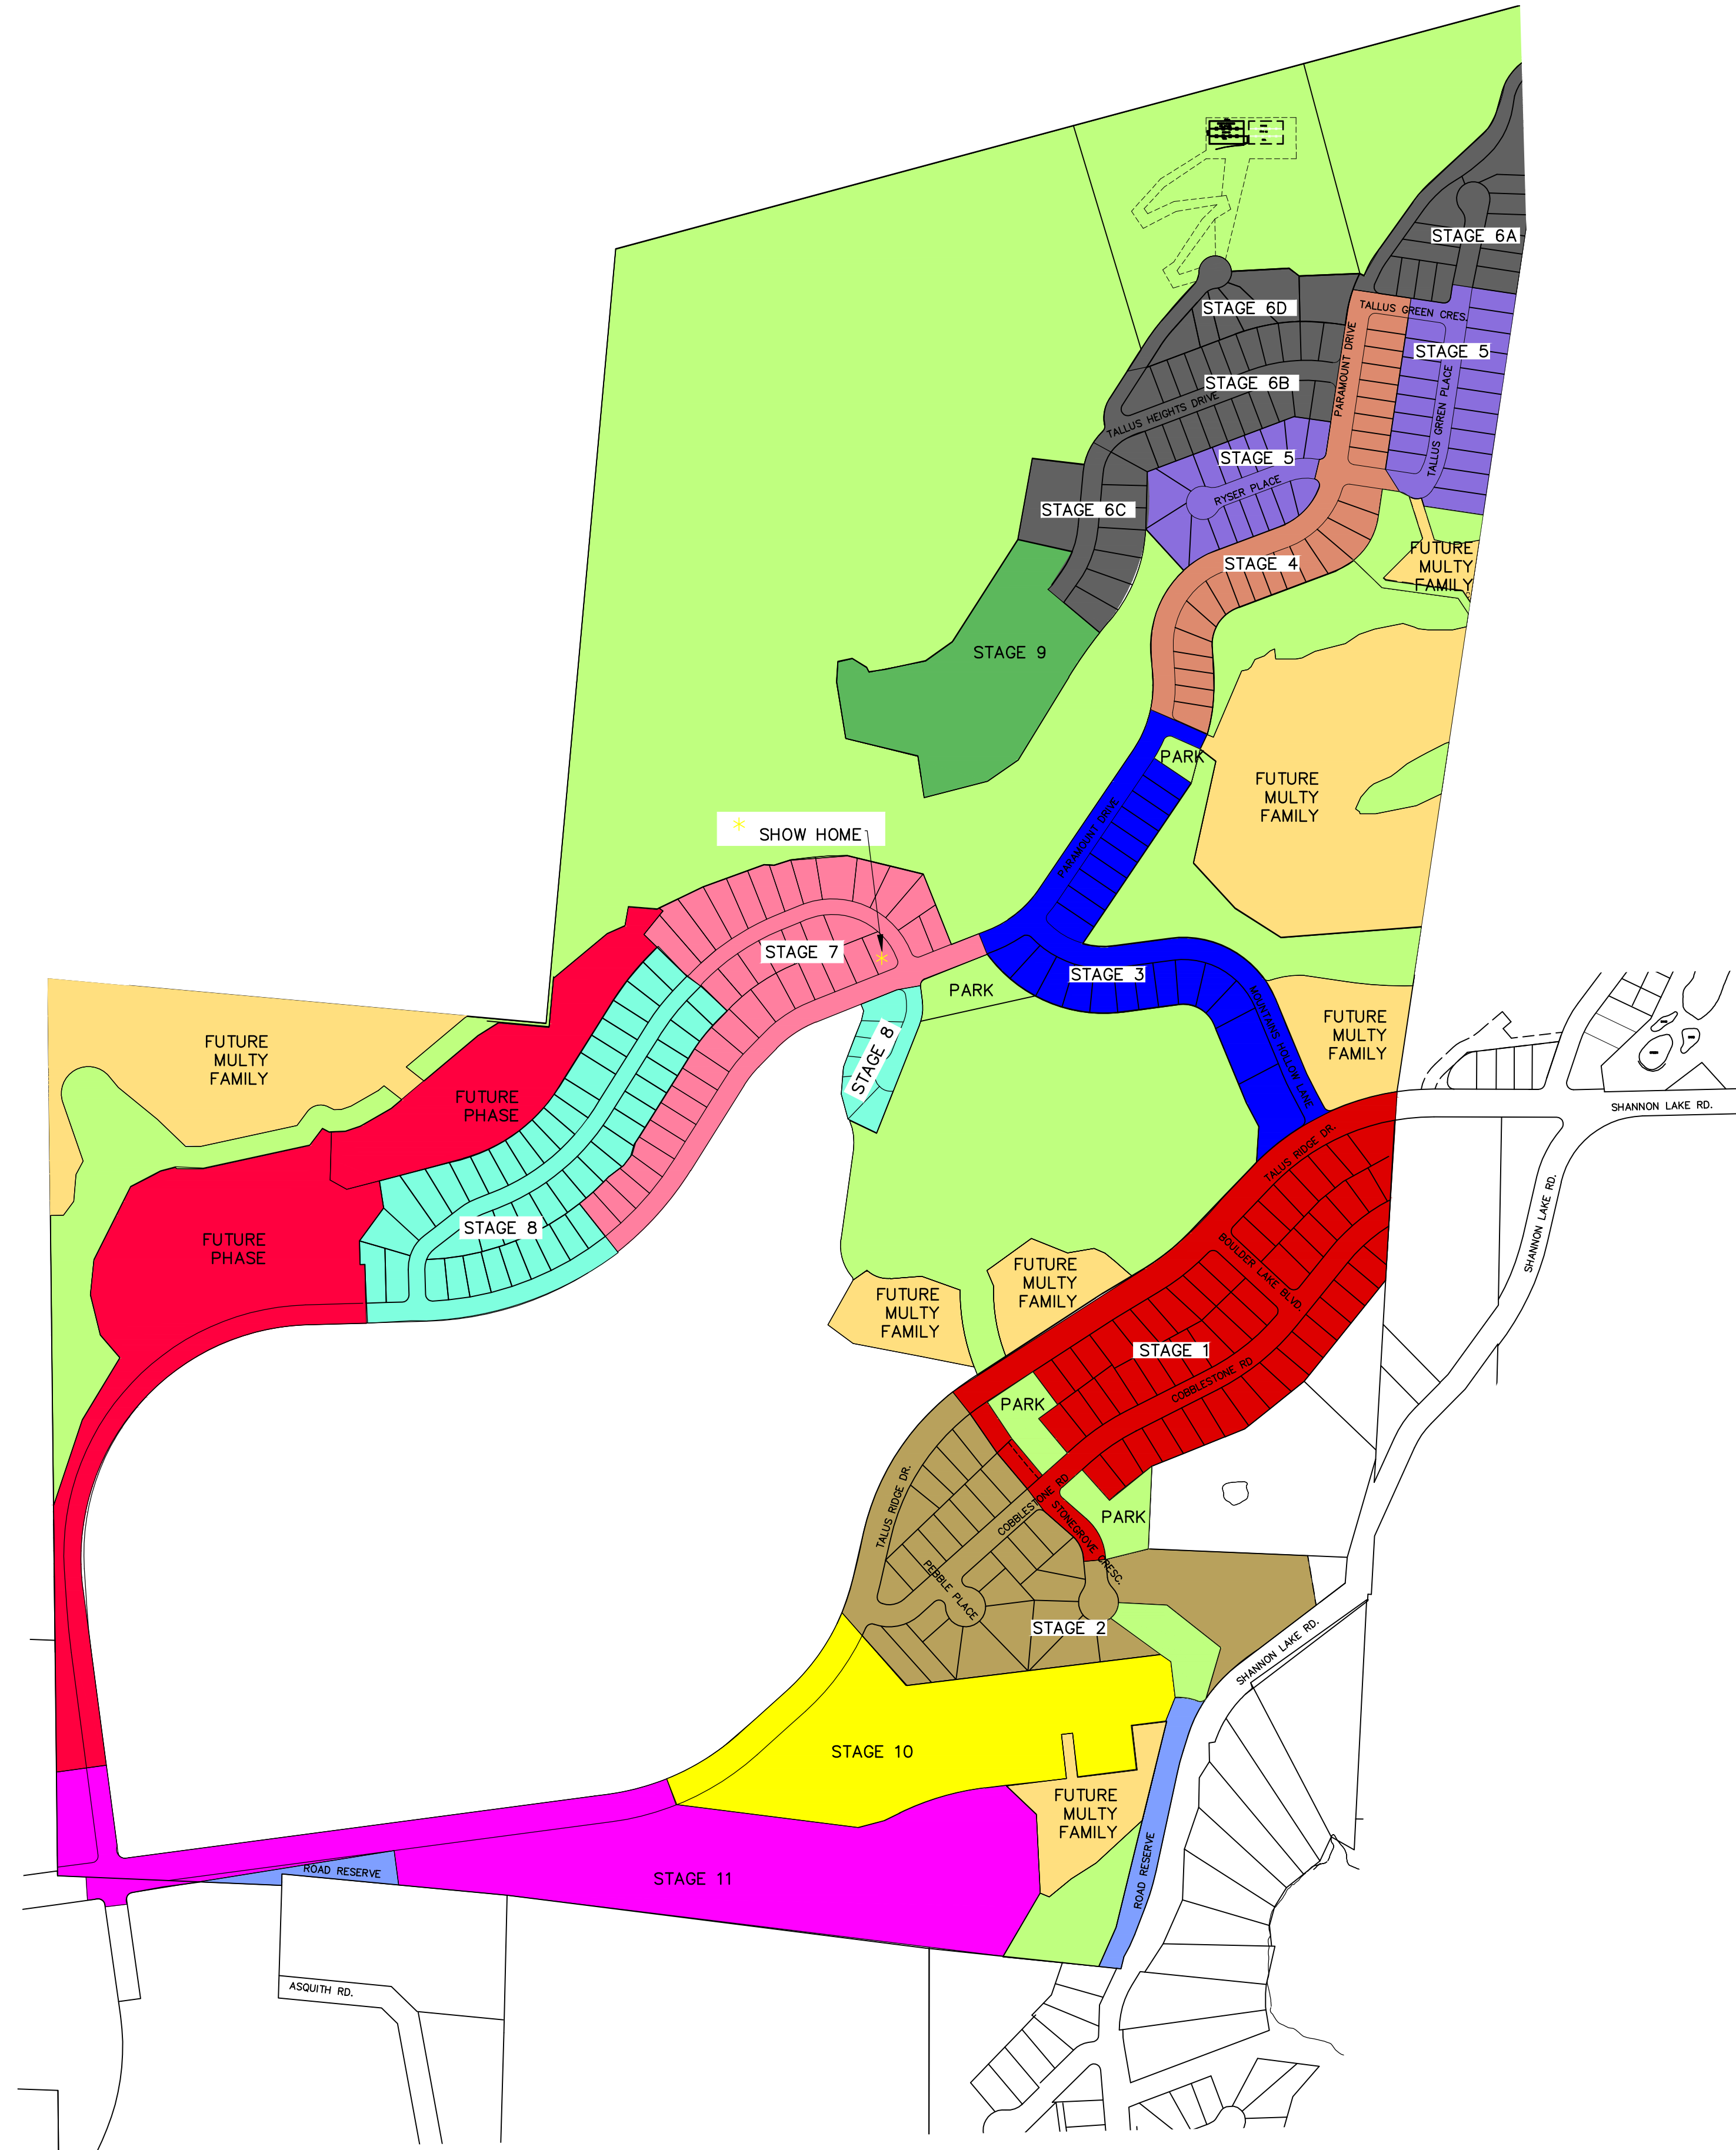 STAGE 6A
STAGE 6D
TALLUS GREEN CRES.
PARAMOUNT DRIVE
STAGE 5
STAGE 6B
TALLUS HEIGHTS DRIVE
TALLUS GRREN PLACE
STAGE 5
RYSER PLACE
STAGE 6C
STAGE 4
FUTURE
MULTY
FAMILY
STAGE 9
PARK
FUTURE
MULTY
FAMILY
PARAMOUNT DRIVE
* SHOW HOME
STAGE 7
*
STAGE 3
PARK
MOUNTAINS HOLLOW LANE
FUTURE
MULTY
FAMILY
FUTURE
MULTY
FAMILY
STAGE 8
FUTURE
PHASE
SHANNON LAKE RD.
TALUS RIDGE DR.
SHANNON LAKE RD.
STAGE 8
FUTURE
PHASE
BOULDER LAKE BLVD.
FUTURE
MULTY
FAMILY
FUTURE
MULTY
FAMILY
STAGE 1
COBBLESTONE RD
PARK
TALUS RIDGE DR.
COBBLESTONE RD
STONEGROVE CRESC.
PARK
PEBBLE PLACE
STAGE 2
SHANNON LAKE RD.
STAGE 10
FUTURE
MULTY
FAMILY
ROAD RESERVE
ROAD RESERVE
STAGE 11
ASQUITH RD.